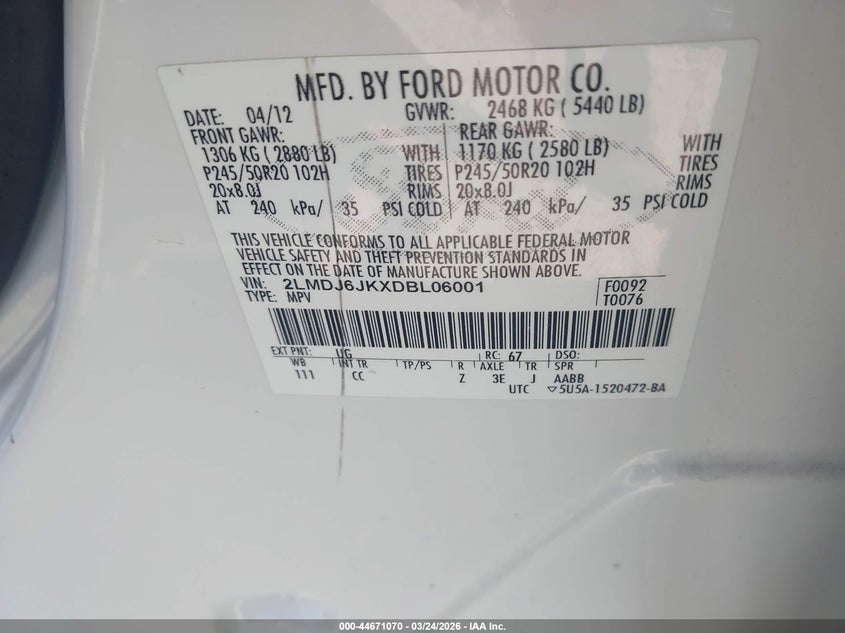 MFD. BY FORD MOTOR CO.
DATE: 04/12 GVWR: 2468 KG ( 5440 LB)
FRONT GAWR: REAR GAWR:
1306 KG ( 2880 LB) WITH 1170 KG ( 2580 LB) WITH
P245/50R20 102H TIRES P245/50R20 102H TIRES
20x8.0J RIMS 20x8.0J RIMS
AT 240 kPa/ 35 PSI COLD AT 240 kPa/ 35 PSI COLD
THIS VEHICLE CONFORMS TO ALL APPLICABLE FEDERAL MOTOR
VEHICLE SAFETY AND THEFT PREVENTION STANDARDS IN
EFFECT ON THE DATE OF MANUFACTURE SHOWN ABOVE.
VIN: 2LMDJ6JKXDBL06001 F0092
TYPE: MPV T0076
EXT PNT: UG RC: 67 DSO:
WB INT TR TP/PS R AXLE TR SPR
111 CC Z 3E J AABB
UTC ▽5U5A-1520472-BA
000-44671070 - 03/24/2026 - IAA Inc.